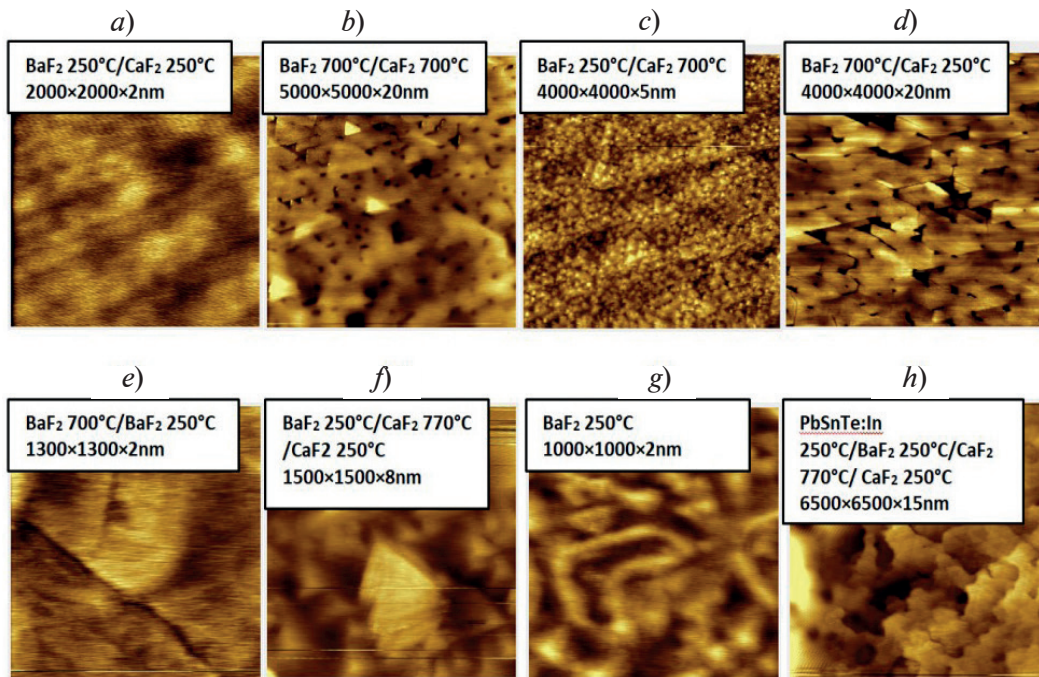 a)
BaF₂ 250°C/CaF₂ 250°C
2000×2000×2nm
b)
BaF₂ 700°C/CaF₂ 700°C
5000×5000×20nm
c)
BaF₂ 250°C/CaF₂ 700°C
4000×4000×5nm
d)
BaF₂ 700°C/CaF₂ 250°C
4000×4000×20nm
e)
BaF₂ 700°C/BaF₂ 250°C
1300×1300×2nm
f)
BaF₂ 250°C/CaF₂ 770°C
/CaF2 250°C
1500×1500×8nm
g)
BaF₂ 250°C
1000×1000×2nm
h)
PbSnTe:In
250°C/BaF₂ 250°C/CaF₂
770°C/ CaF₂ 250°C
6500×6500×15nm